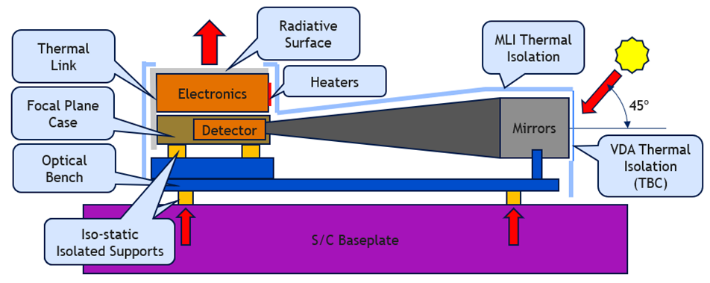 Radiative
Surface
Thermal
Link
MLI Thermal
Isolation
Heaters
Electronics
Focal Plane
Case
45°
Detector
Mirrors
VDA Thermal
Isolation
(TBC)
Optical
Bench
Iso-static
Isolated Supports
S/C Baseplate